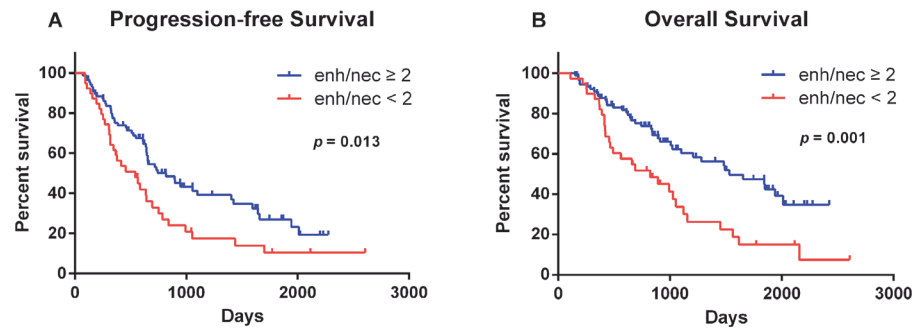 A
Progression-free Survival
Percent survival
100
80
60
40
20
0
enh/nec ≥ 2
enh/nec < 2
p = 0.013
0 1000 2000 3000
Days
B
Overall Survival
Percent survival
100
80
60
40
20
0
enh/nec ≥ 2
enh/nec < 2
p = 0.001
0 1000 2000 3000
Days